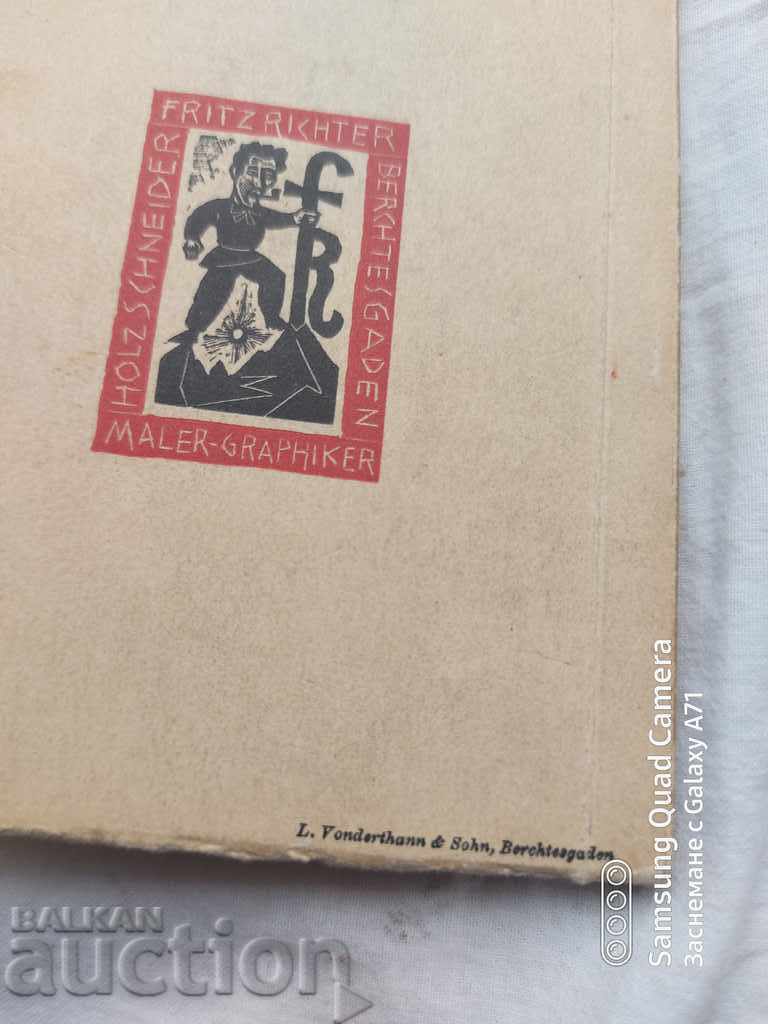 FRITZ RICHTER
BERCHTESGADEN
HOLZSCHNEIDER
MALER-GRAPHIKER
fR
L. Vonderthann & Sohn, Berchtesgaden
Samsung Quad Camera
Заснемане с Galaxy A71
BALKAN
auction